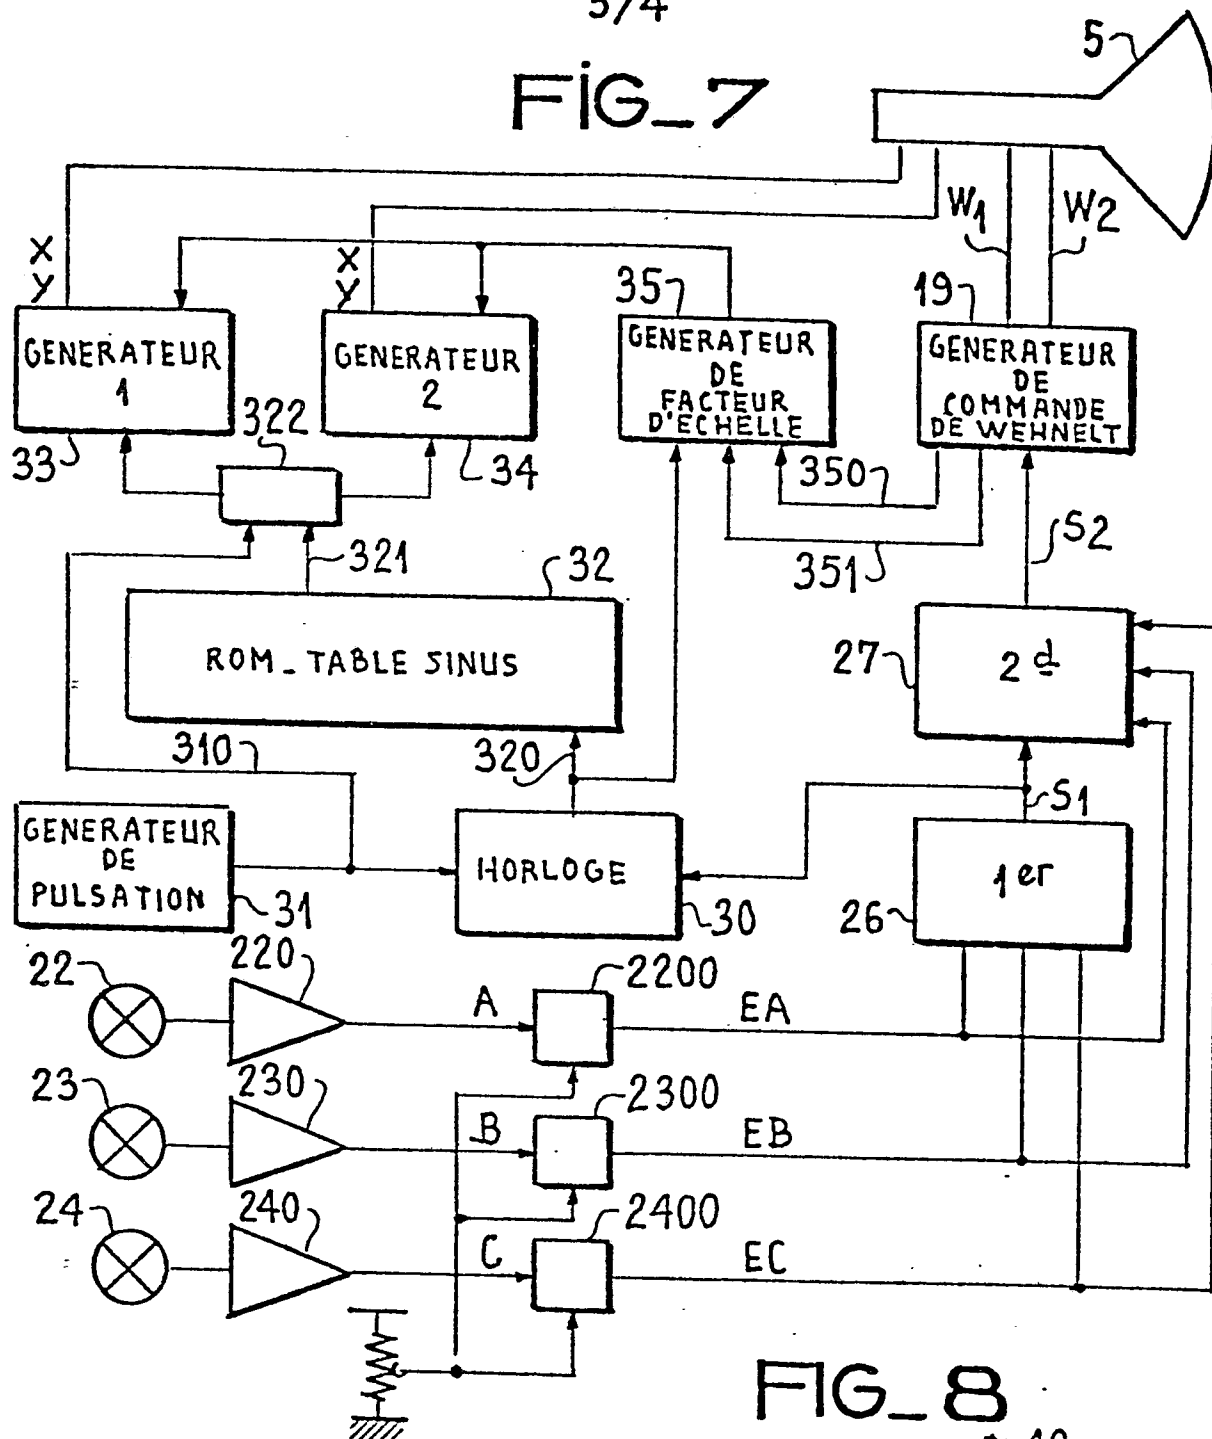 3/4
FIG_7
5
W1
W2
X
Y
X
Y
35
19
GENERATEUR
1
GENERATEUR
2
GENERATEUR
DE
FACTEUR
D'ECHELLE
GENERATEUR
DE
COMMANDE
DE WEHNELT
33
322
34
350
351
S2
321
32
ROM_TABLE SINUS
27
2d
310
320
S1
GENERATEUR
DE
PULSATION
31
HORLOGE
30
1er
26
22
220
A
2200
EA
23
230
B
2300
EB
24
240
C
2400
EC
FIG_8